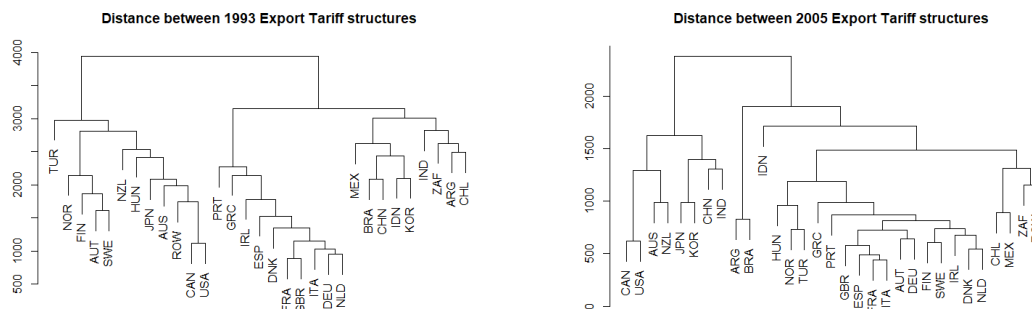 Distance between 1993 Export Tariff structures
4000
3000
2000
1000
500
TUR
NOR
FIN
AUT
SWE
NZL
HUN
JPN
AUS
ROW
CAN
USA
PRT
GRC
IRL
ESP
DNK
FRA
GBR
ITA
DEU
NLD
MEX
BRA
CHN
IDN
KOR
IND
ZAF
ARG
CHL
Distance between 2005 Export Tariff structures
2000
1500
1000
500
0
CAN
USA
AUS
NZL
JPN
KOR
CHN
IND
ARG
BRA
IDN
HUN
NOR
TUR
GRC
PRT
GBR
ESP
FRA
ITA
AUT
DEU
FIN
SWE
IRL
DNK
NLD
CHL
MEX
ZAF